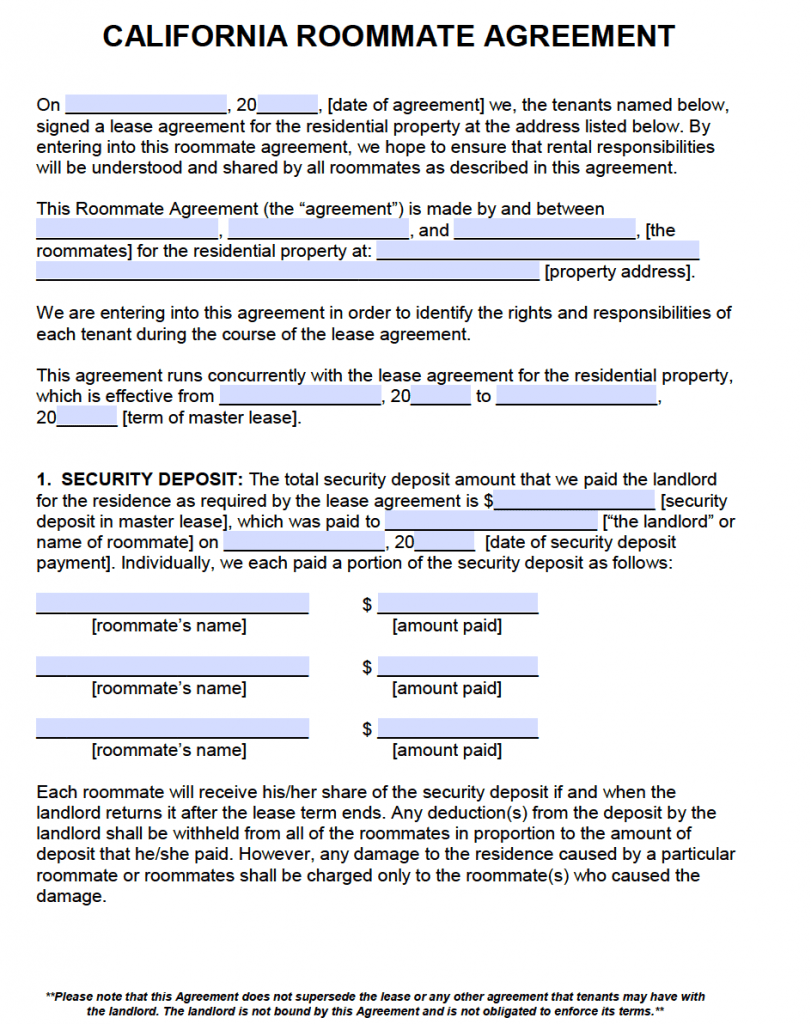 CALIFORNIA ROOMMATE AGREEMENT
On ________________, 20______, [date of agreement] we, the tenants named below,
signed a lease agreement for the residential property at the address listed below. By
entering into this roommate agreement, we hope to ensure that rental responsibilities
will be understood and shared by all roommates as described in this agreement.
This Roommate Agreement (the “agreement”) is made by and between
__________________, __________________, and __________________, [the
roommates] for the residential property at: ________________________________
__________________________________________________ [property address].
We are entering into this agreement in order to identify the rights and responsibilities of
each tenant during the course of the lease agreement.
This agreement runs concurrently with the lease agreement for the residential property,
which is effective from ________________, 20______ to ________________,
20______ [term of master lease].
1. SECURITY DEPOSIT: The total security deposit amount that we paid the landlord
for the residence as required by the lease agreement is $________________ [security
deposit in master lease], which was paid to _____________________ [“the landlord” or
name of roommate] on ________________, 20______ [date of security deposit
payment]. Individually, we each paid a portion of the security deposit as follows:
___________________________ $ ________________
[roommate’s name] [amount paid]
___________________________ $ ________________
[roommate’s name] [amount paid]
___________________________ $ ________________
[roommate’s name] [amount paid]
Each roommate will receive his/her share of the security deposit if and when the
landlord returns it after the lease term ends. Any deduction(s) from the deposit by the
landlord shall be withheld from all of the roommates in proportion to the amount of
deposit that he/she paid. However, any damage to the residence caused by a particular
roommate or roommates shall be charged only to the roommate(s) who caused the
damage.
**Please note that this Agreement does not supersede the lease or any other agreement that tenants may have with
the landlord. The landlord is not bound by this Agreement and is not obligated to enforce its terms.**